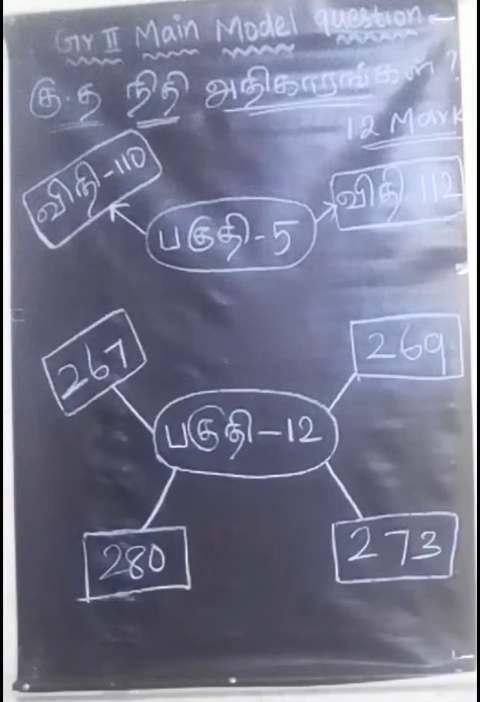 Gr II Main Model question
கு.த நிதி அதிகாரங்கள்?
12 Mark
விதி-110
விதி 112
பகுதி-5
267
269
பகுதி-12
280
273